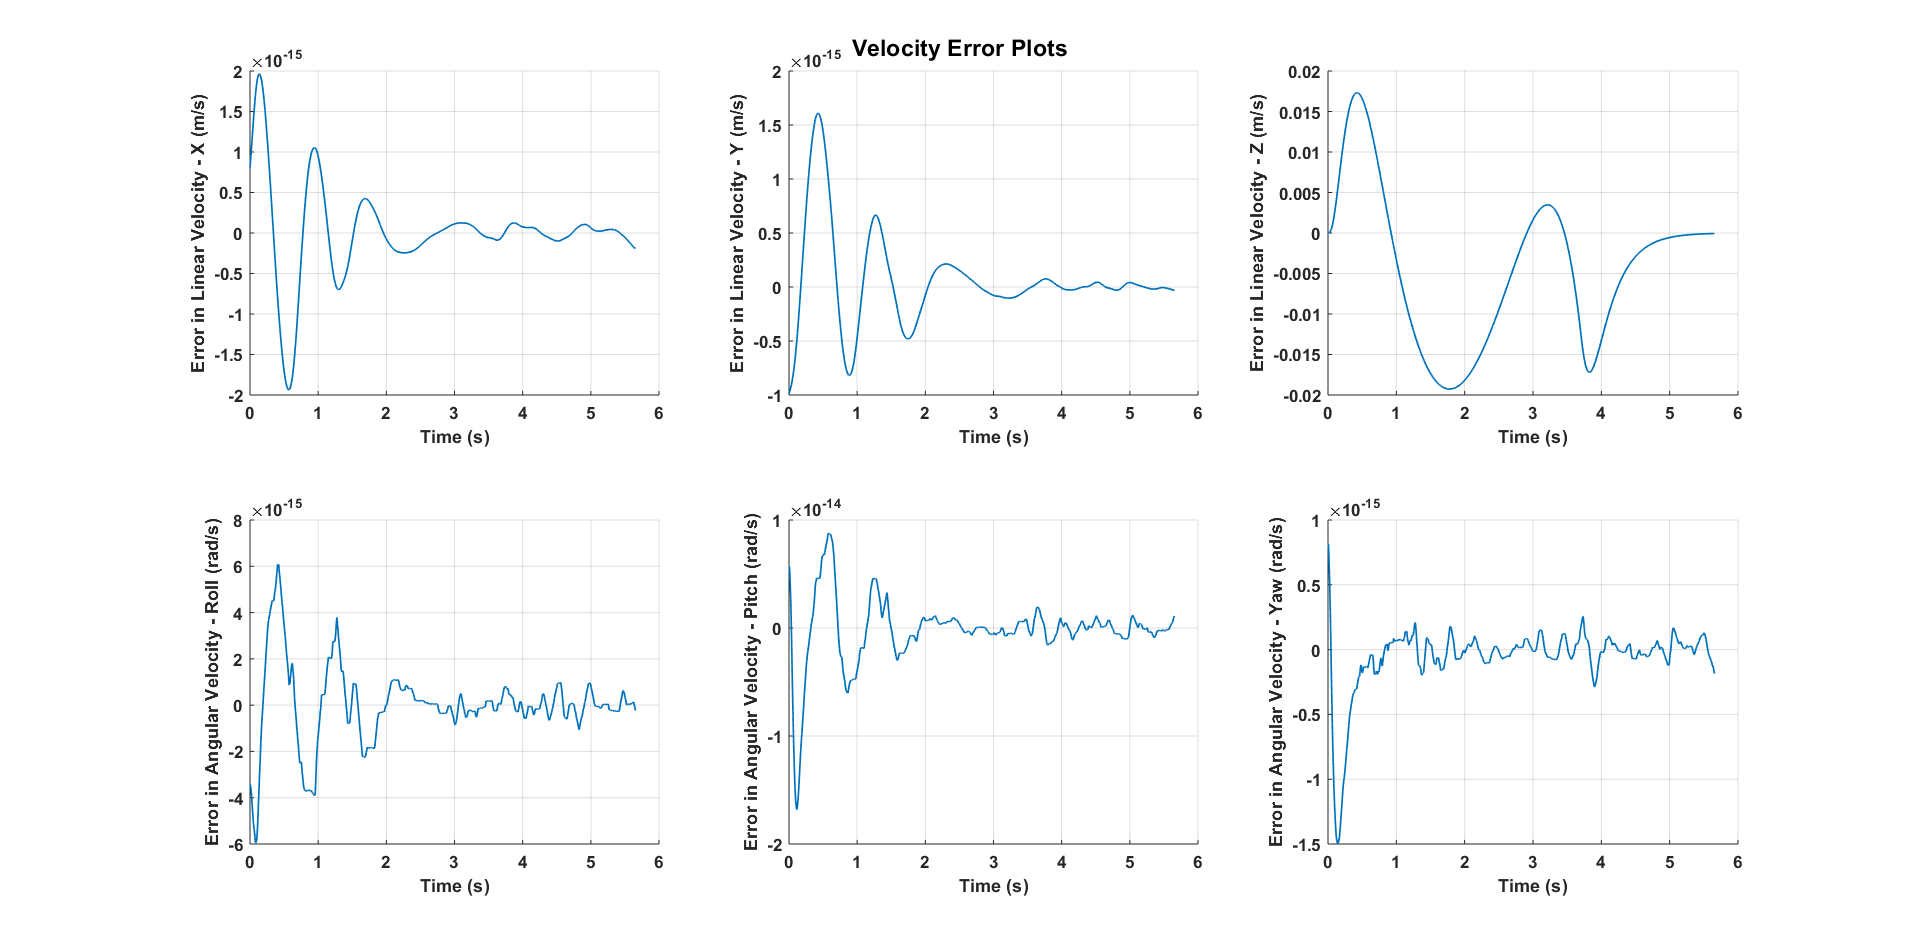 Velocity Error Plots
×10-15
2
1.5
1
0.5
0
-0.5
-1
-1.5
-2
0 1 2 3 4 5 6
Time (s)
Error in Linear Velocity - X (m/s)
×10-15
2
1.5
1
0.5
0
-0.5
-1
0 1 2 3 4 5 6
Time (s)
Error in Linear Velocity - Y (m/s)
0.02
0.015
0.01
0.005
0
-0.005
-0.01
-0.015
-0.02
0 1 2 3 4 5 6
Time (s)
Error in Linear Velocity - Z (m/s)
×10-15
8
6
4
2
0
-2
-4
-6
0 1 2 3 4 5 6
Time (s)
Error in Angular Velocity - Roll (rad/s)
×10-14
1
0
-1
-2
0 1 2 3 4 5 6
Time (s)
Error in Angular Velocity - Pitch (rad/s)
×10-15
1
0.5
0
-0.5
-1
-1.5
0 1 2 3 4 5 6
Time (s)
Error in Angular Velocity - Yaw (rad/s)